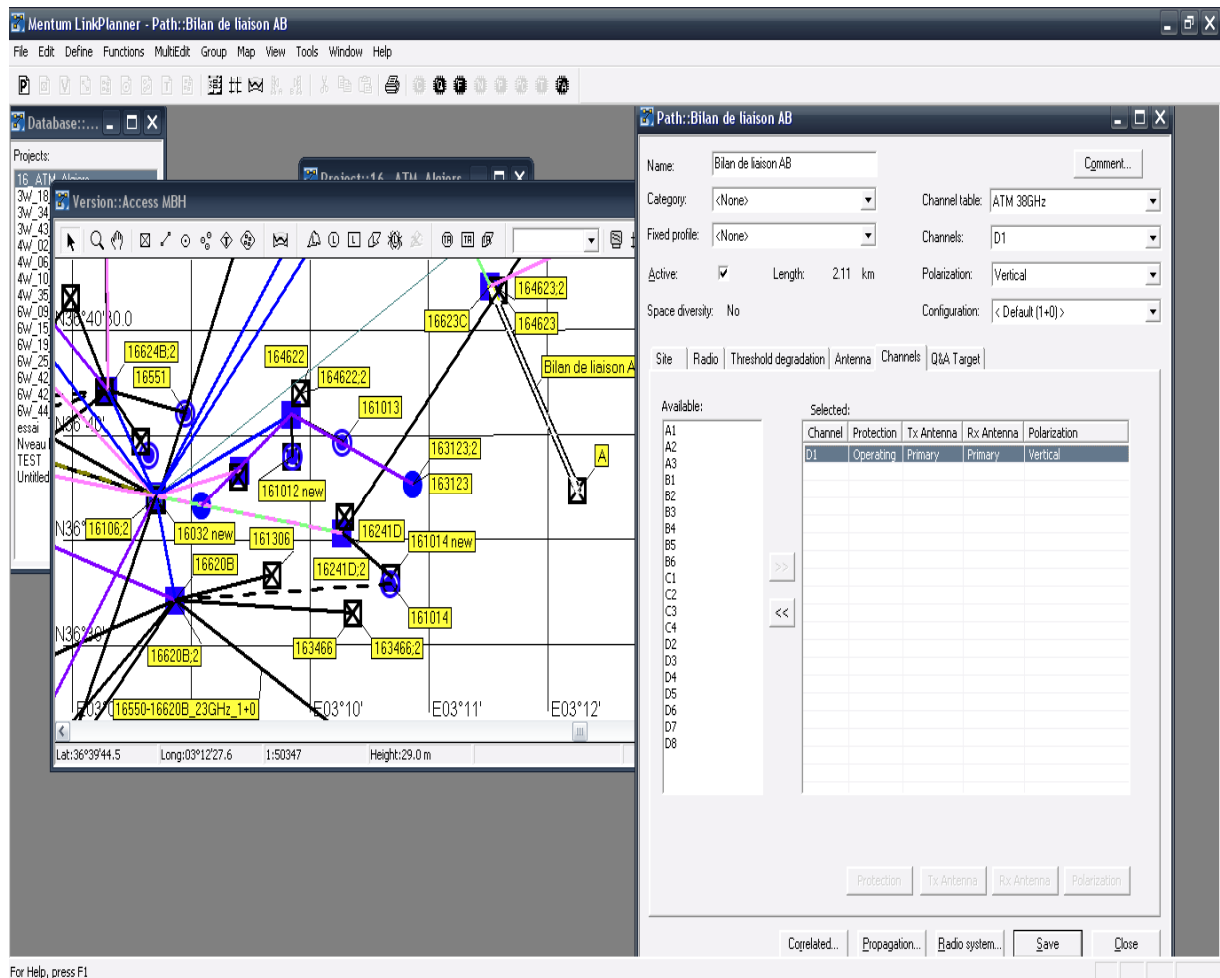 Mentum LinkPlanner - Path::Bilan de liaison AB
File Edit Define Functions MultiEdit Group Map View Tools Window Help
Database::...
Projects:
16_ATM_Algiers
3W_18
3W_34
3W_43
4W_02
4W_06
4W_10
4W_35
6W_09
6W_15
6W_19
6W_25
6W_42
6W_42
6W_44
essai
Nveau
TEST
Untitled
Project::16_ATM_Algiers
Version::Access MBH
N36°40'30.0
164623;2
16623C
164623
16624B;2
164622
Bilan de liaison A
16551
164622;2
161013
N36°40'
163123;2
A
163123
161012 new
16106;2
16032 new
161306
16241D
161014 new
16620B
16241D;2
161014
163466
163466;2
16620B;2
16550-16620B_23GHz_1+0
E03°10'
E03°11'
E03°12'
Lat:36°39'44.5 Long:03°12'27.6 1:50347 Height:29.0 m
Path::Bilan de liaison AB
Name: Bilan de liaison AB Comment...
Category: <None> Channel table: ATM 38GHz
Fixed profile: <None> Channels: D1
Active: Length: 2.11 km Polarization: Vertical
Space diversity: No Configuration: < Default (1+0) >
Site Radio Threshold degradation Antenna Channels Q&A Target
Available:
A1
A2
A3
B1
B2
B3
B4
B5
B6
C1
C2
C3
C4
D2
D3
D4
D5
D6
D7
D8
>>
<<
Selected:
Channel Protection Tx Antenna Rx Antenna Polarization
D1 Operating Primary Primary Vertical
Protection Tx Antenna Rx Antenna Polarization
Correlated... Propagation... Radio system... Save Close
For Help, press F1